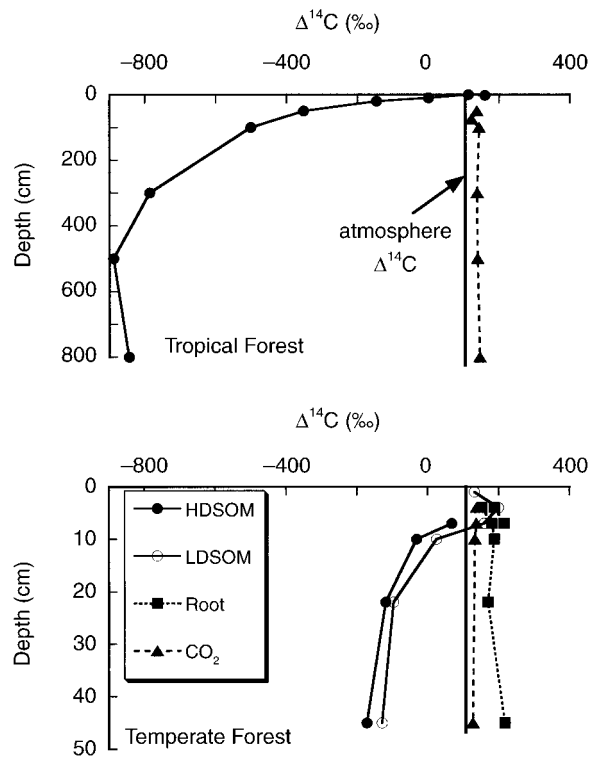 Δ¹⁴C (‰)
−800 −400 0 400
0
200
400
600
800
Depth (cm)
atmosphere
Δ¹⁴C
Tropical Forest
Δ¹⁴C (‰)
−800 −400 0 400
0
10
20
30
40
50
Depth (cm)
HDSOM
LDSOM
Root
CO₂
Temperate Forest